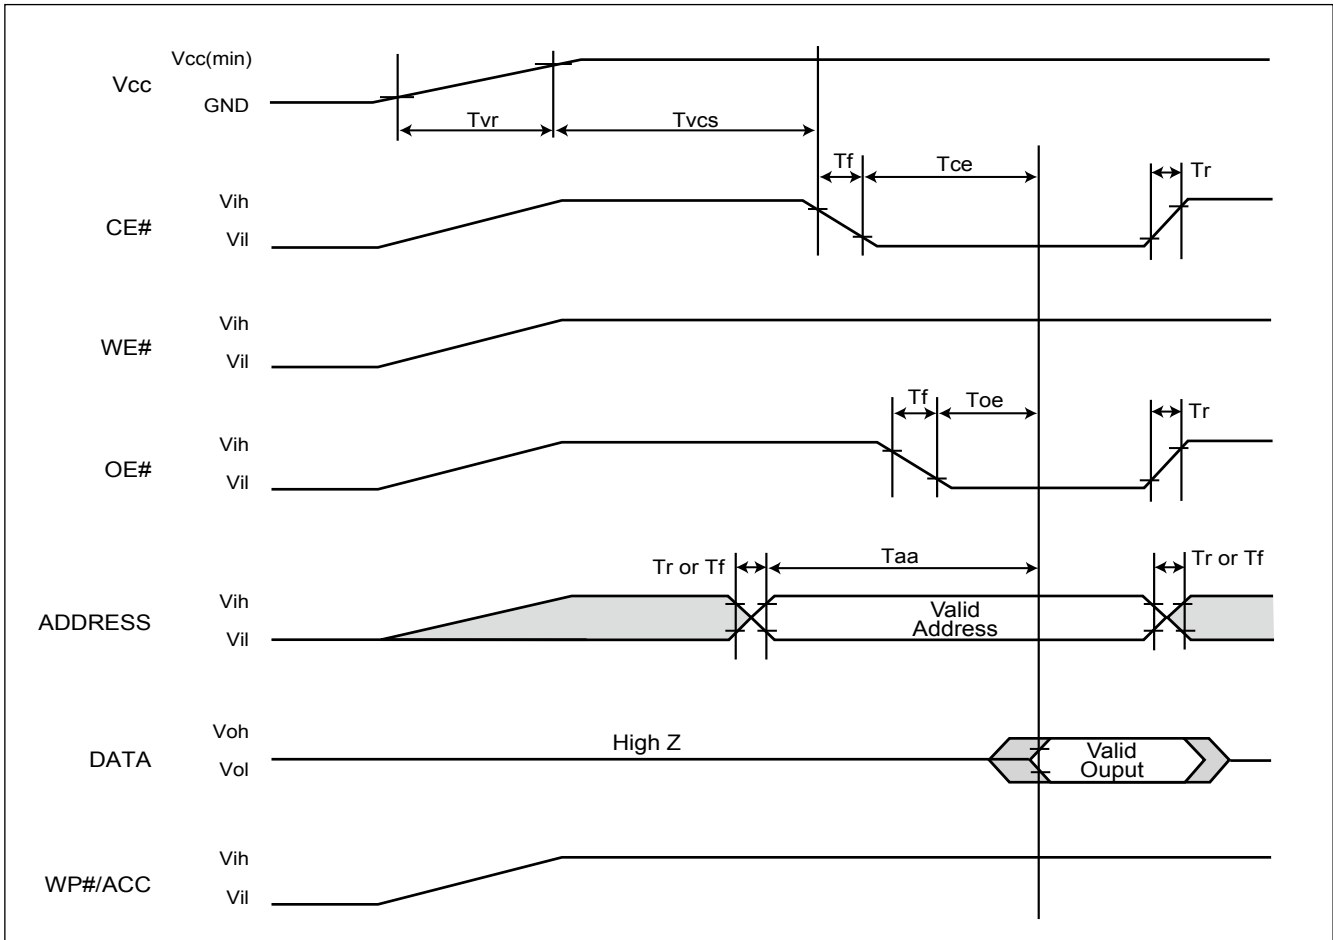 Vcc(min)
Vcc
GND
Tvr
Tvcs
Tf
Tce
Tr
Vih
CE#
Vil
Vih
WE#
Vil
Tf
Toe
Tr
Vih
OE#
Vil
Tr or Tf
Taa
Tr or Tf
Vih
ADDRESS
Vil
Valid
Address
Voh
DATA
Vol
High Z
Valid
Ouput
Vih
WP#/ACC
Vil